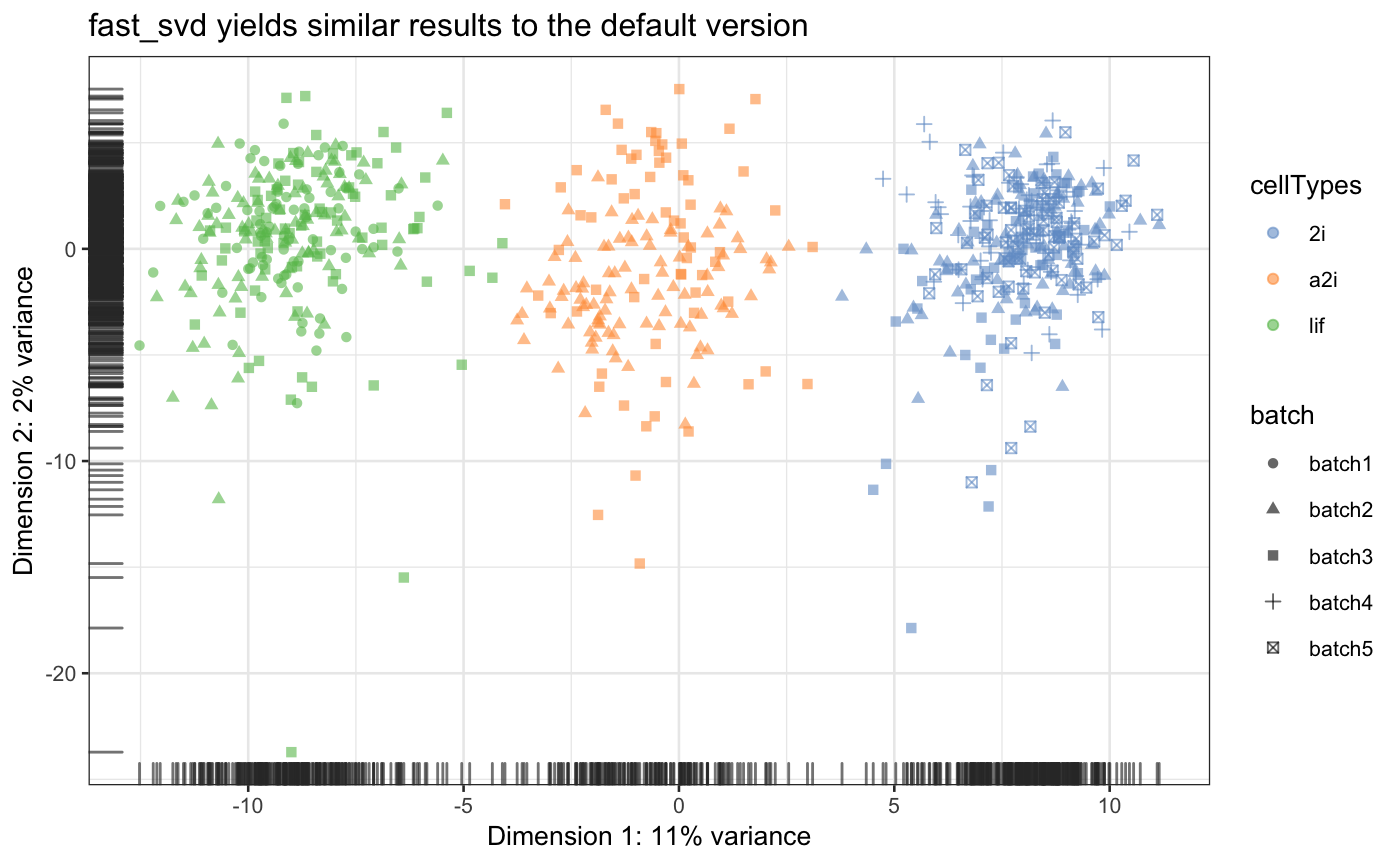 fast_svd yields similar results to the default version
Dimension 2: 2% variance
0
-10
-20
-10
-5
0
5
10
Dimension 1: 11% variance
cellTypes
2i
a2i
lif
batch
batch1
batch2
batch3
batch4
batch5